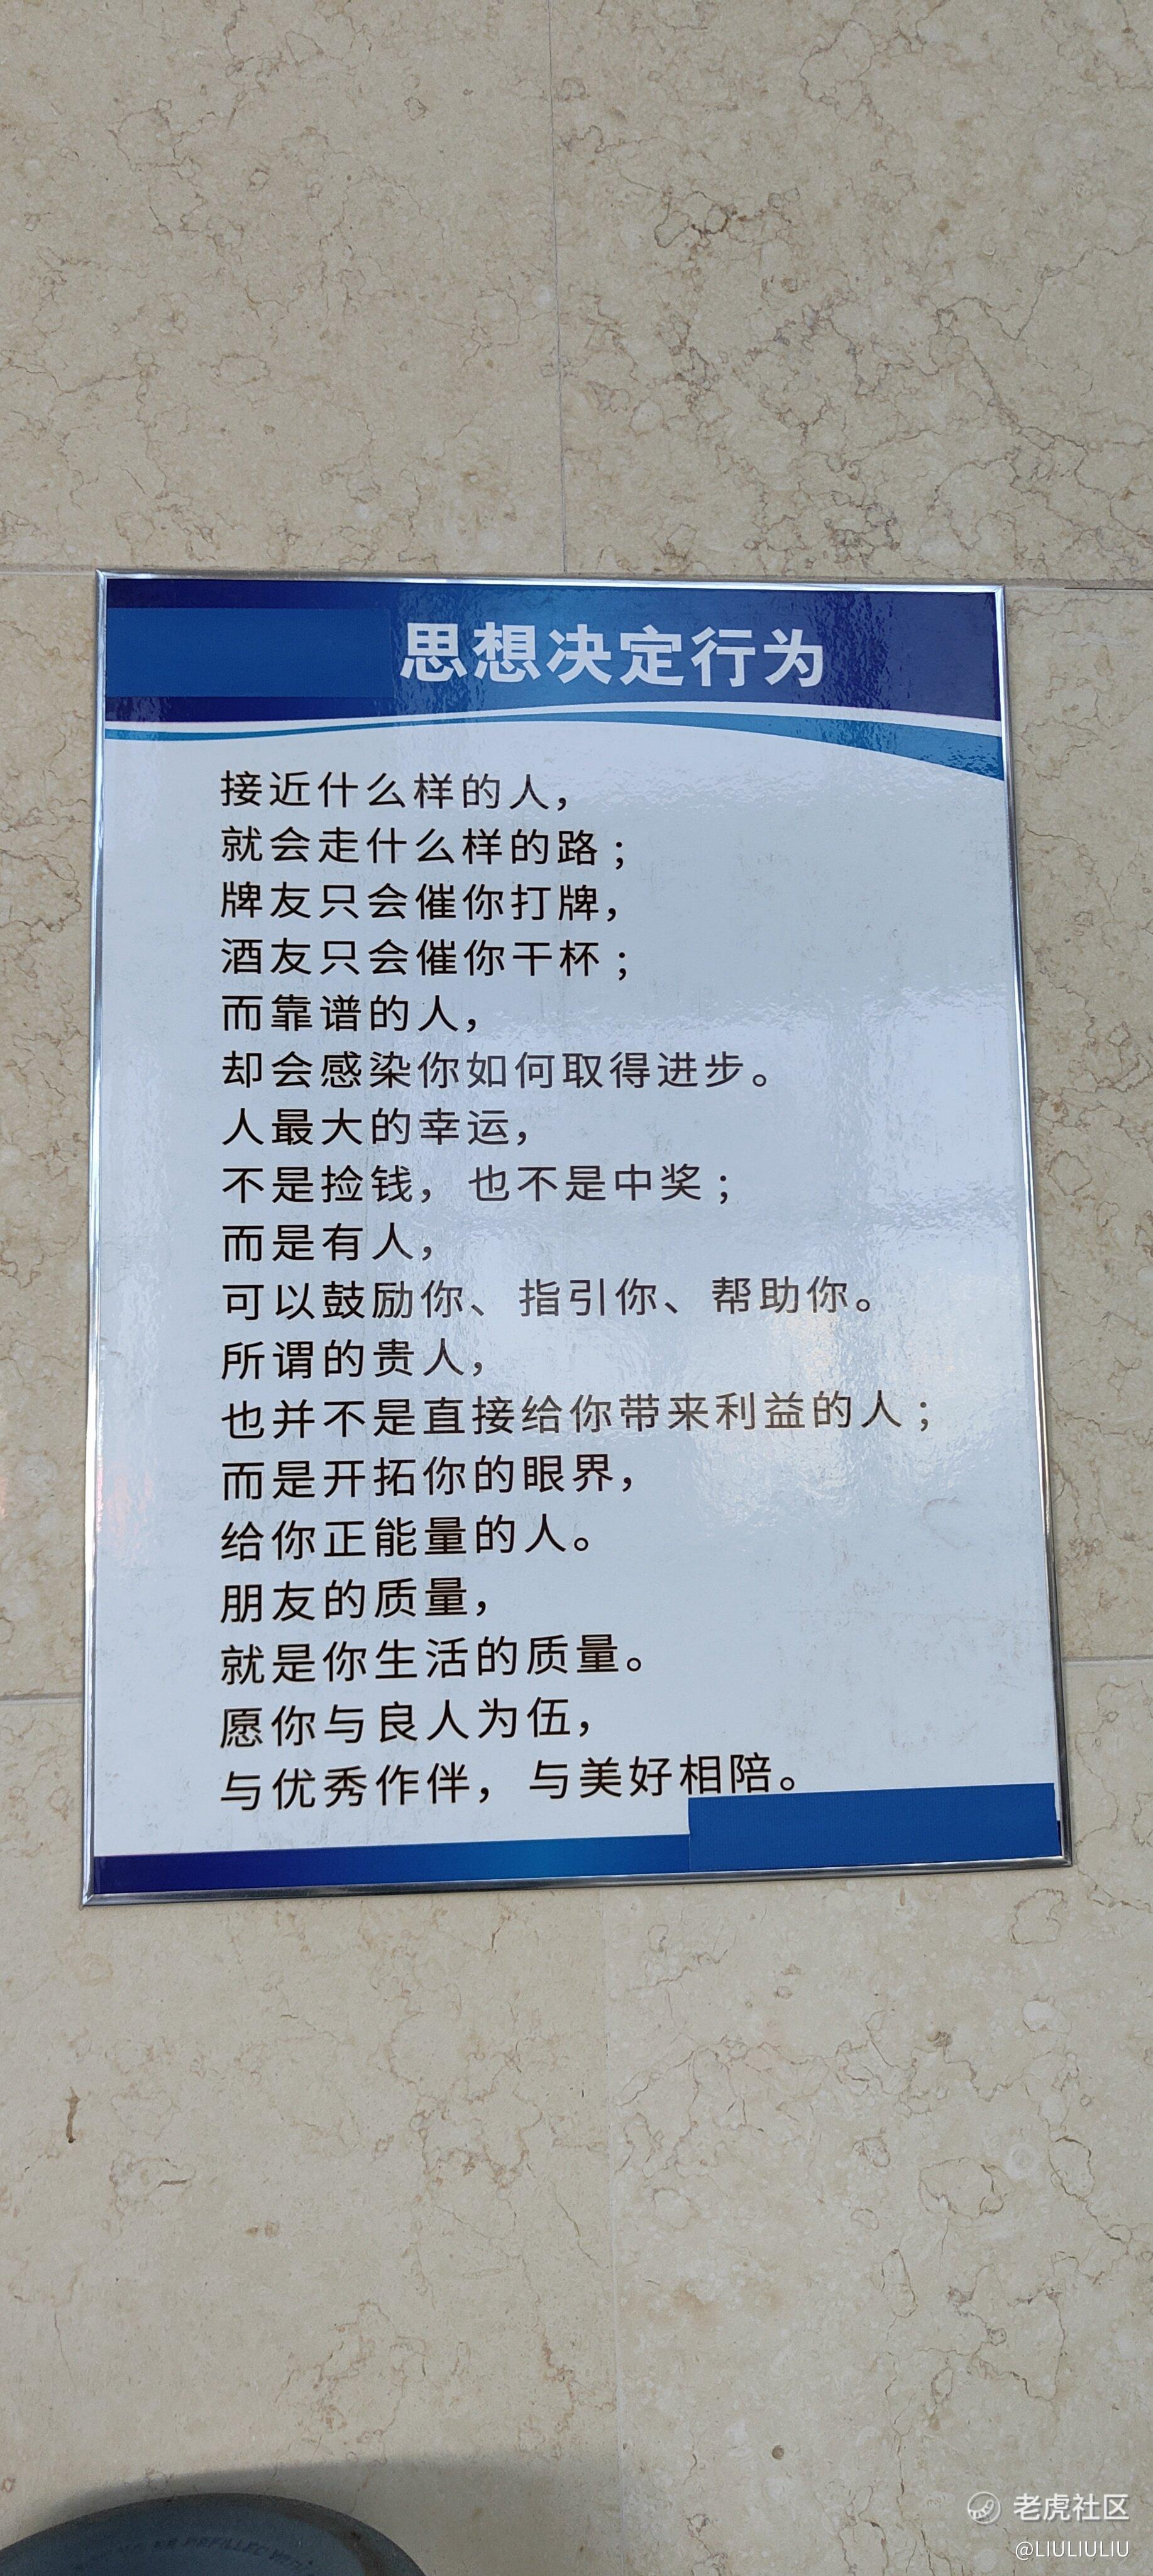 思想决定行为
接近什么样的人，
就会走什么样的路；
牌友只会催你打牌，
酒友只会催你干杯；
而靠谱的人，
却会感染你如何取得进步。
人最大的幸运，
不是捡钱，也不是中奖；
而是有人，
可以鼓励你、指引你、帮助你。
所谓的贵人，
也并不是直接给你带来利益的人；
而是开拓你的眼界，
给你正能量的人。
朋友的质量，
就是你生活的质量。
愿你与良人为伍，
与优秀作伴，与美好相陪。
老虎社区
@LIULIULIU